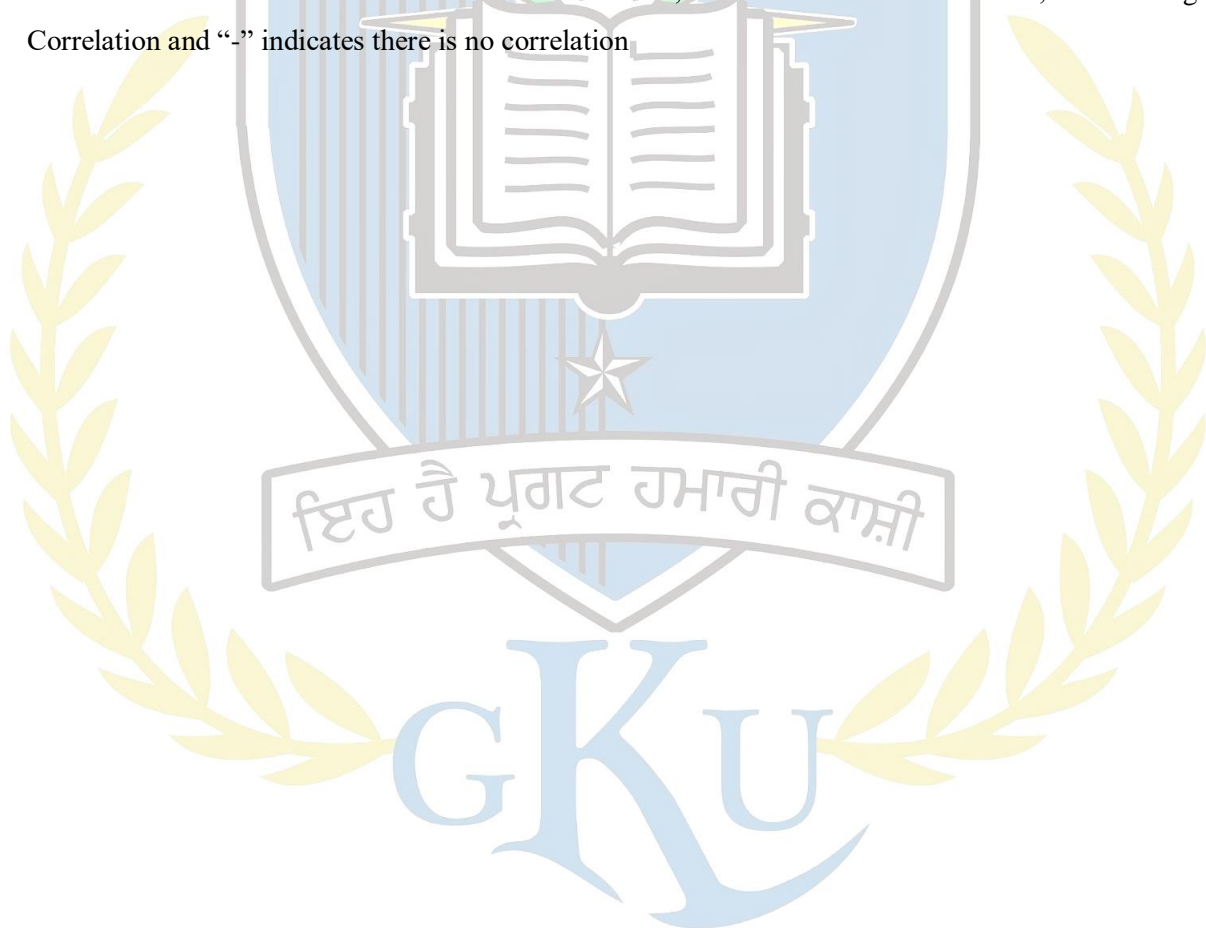 Correlation and “-” indicates there is no correlation
ਇਹ ਹੈ ਪ੍ਰਗਟ ਹਮਾਰੀ ਕਾਸ਼ੀ
GKU